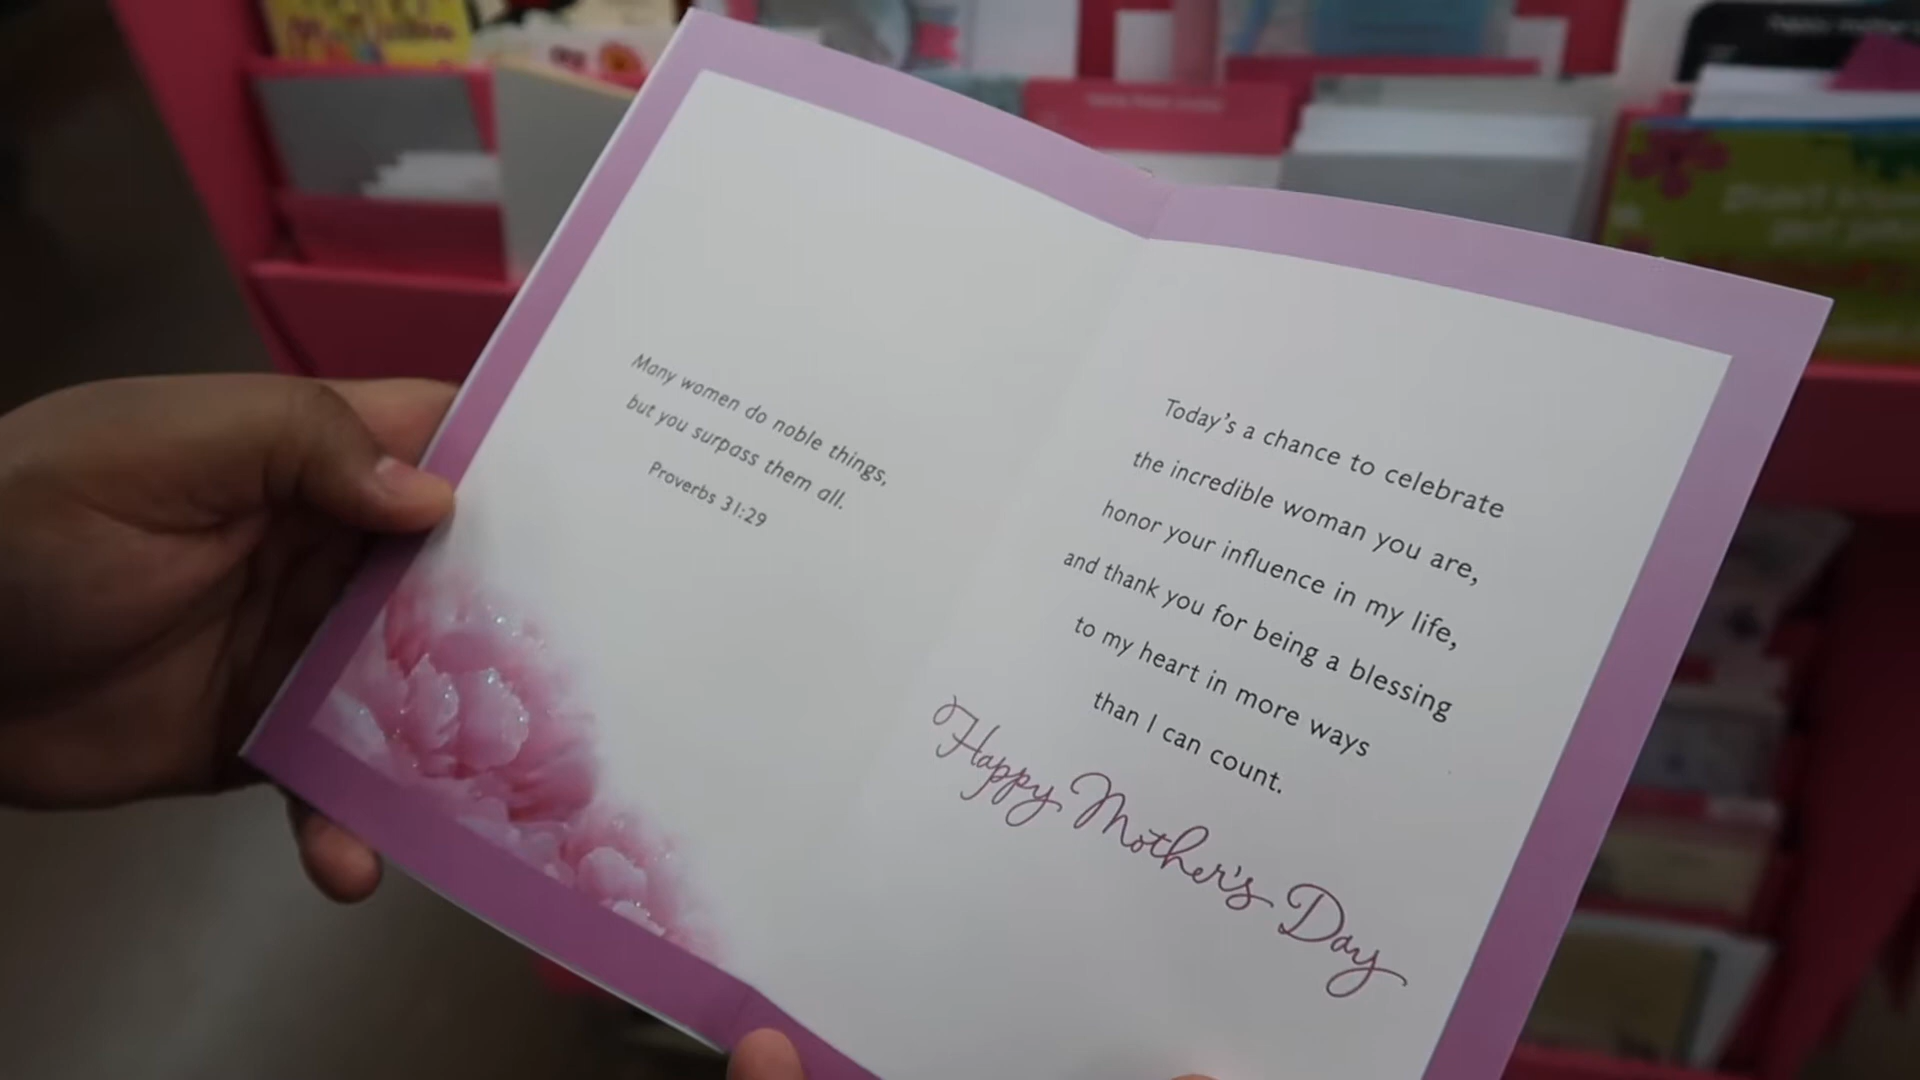 Many women do noble things,
but you surpass them all.
Proverbs 31:29
Today's a chance to celebrate
the incredible woman you are,
honor your influence in my life,
and thank you for being a blessing
to my heart in more ways
than I can count.
Happy Mother's Day